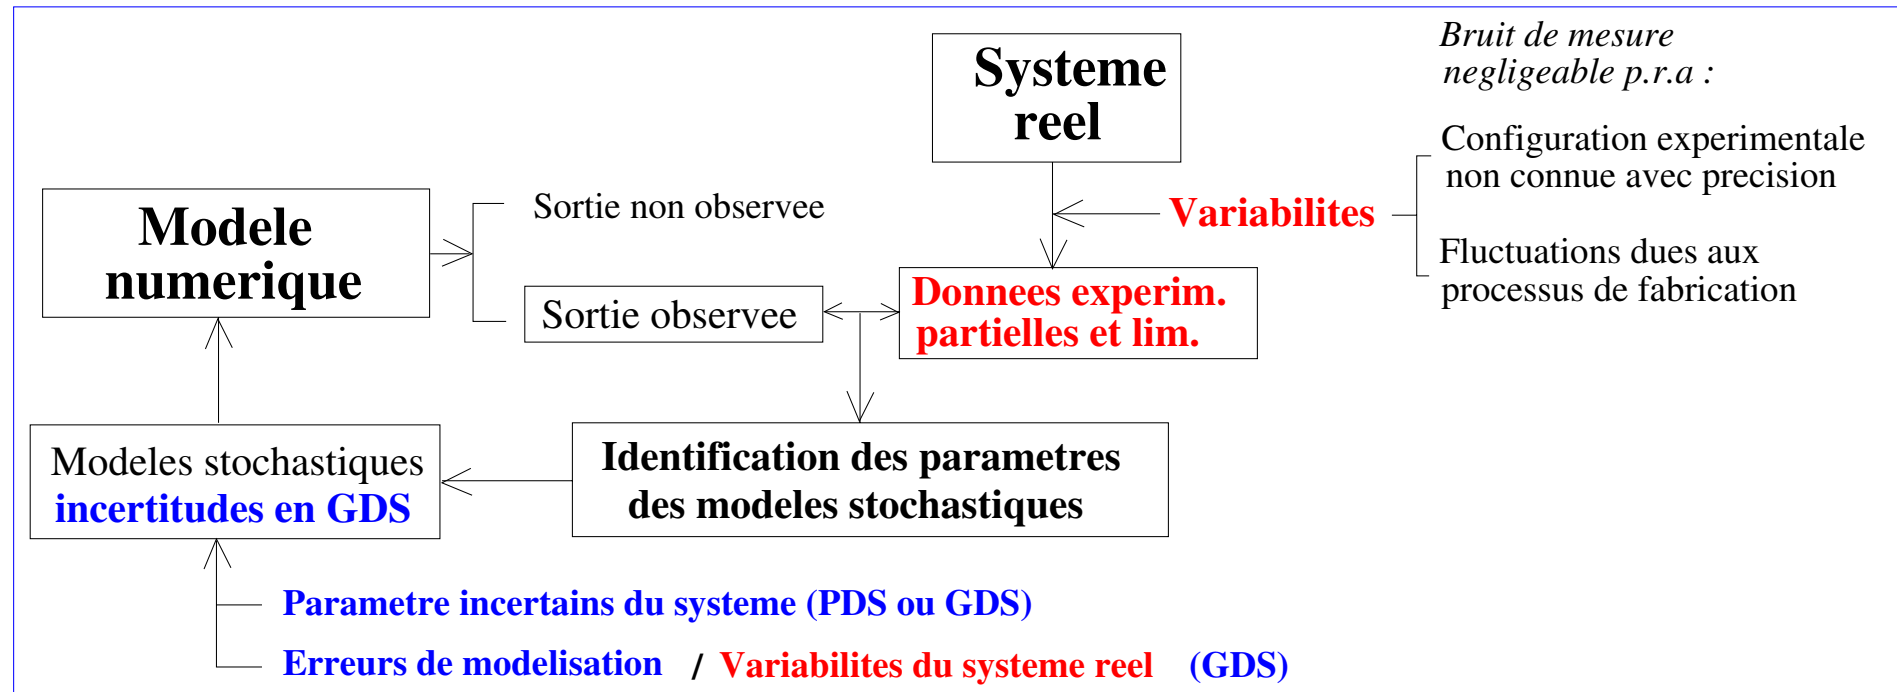 Bruit de mesure
negligeable p.r.a :
Systeme
reel
Configuration experimentale
non connue avec precision
Variabilites
Fluctuations dues aux
processus de fabrication
Modele
numerique
Sortie non observee
Sortie observee
Donnees experim.
partielles et lim.
Modeles stochastiques
incertitudes en GDS
Identification des parametres
des modeles stochastiques
Parametre incertains du systeme (PDS ou GDS)
Erreurs de modelisation / Variabilites du systeme reel (GDS)